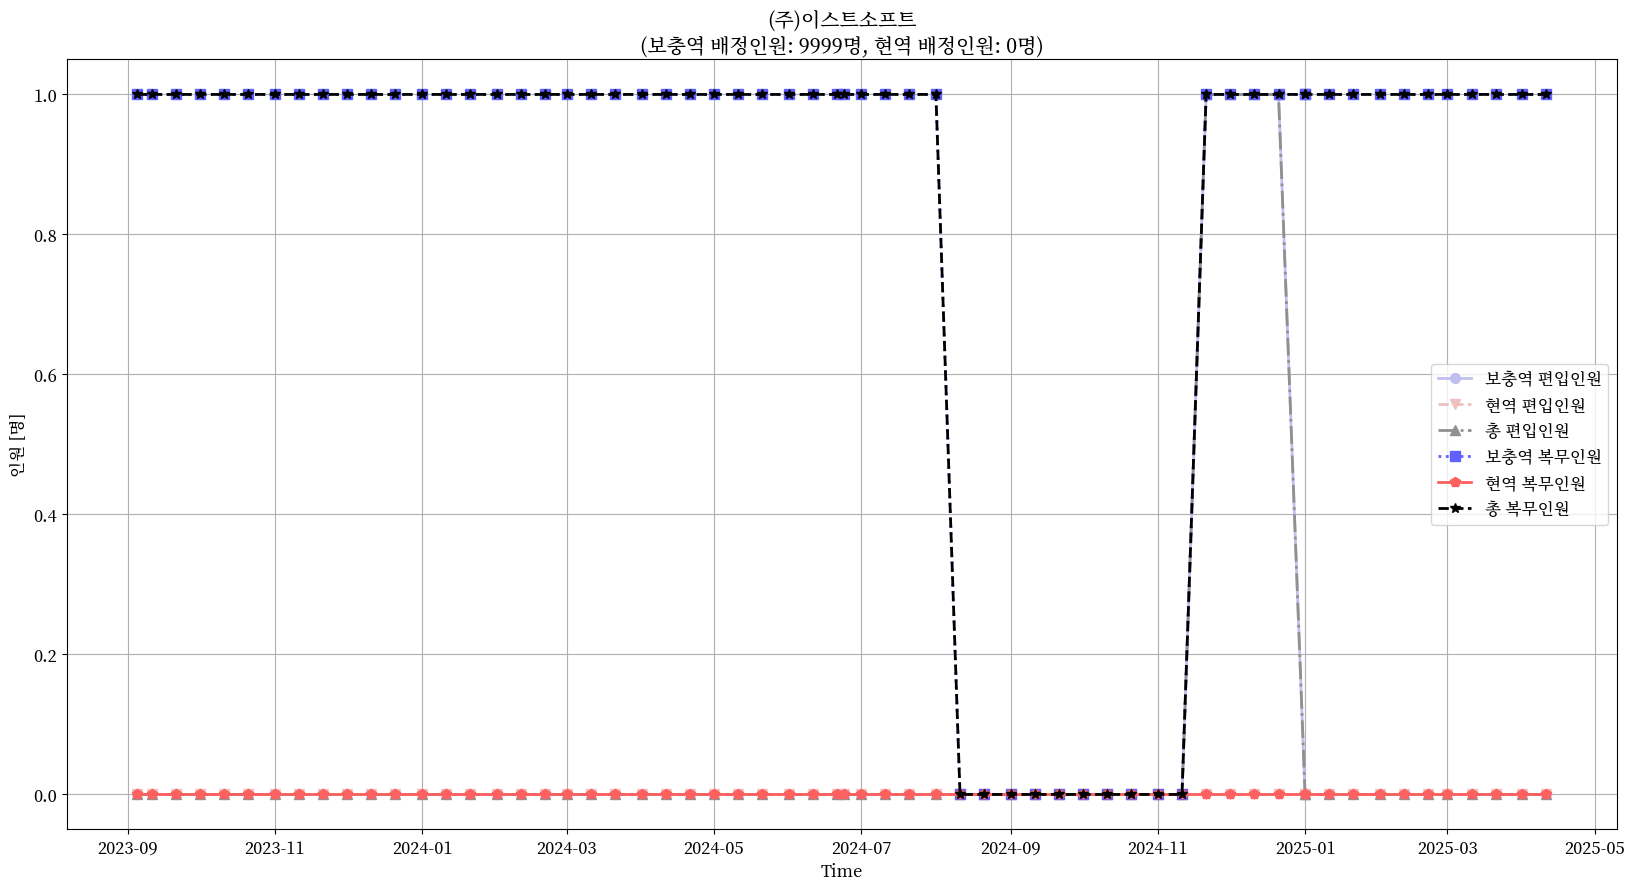 (주)이스트소프트
(보충역 배정인원: 9999명, 현역 배정인원: 0명)
인원 [명]
1.0
0.8
0.6
0.4
0.2
0.0
보충역 편입인원
현역 편입인원
총 편입인원
보충역 복무인원
현역 복무인원
총 복무인원
2023-09 2023-11 2024-01 2024-03 2024-05 2024-07 2024-09 2024-11 2025-01 2025-03 2025-05
Time